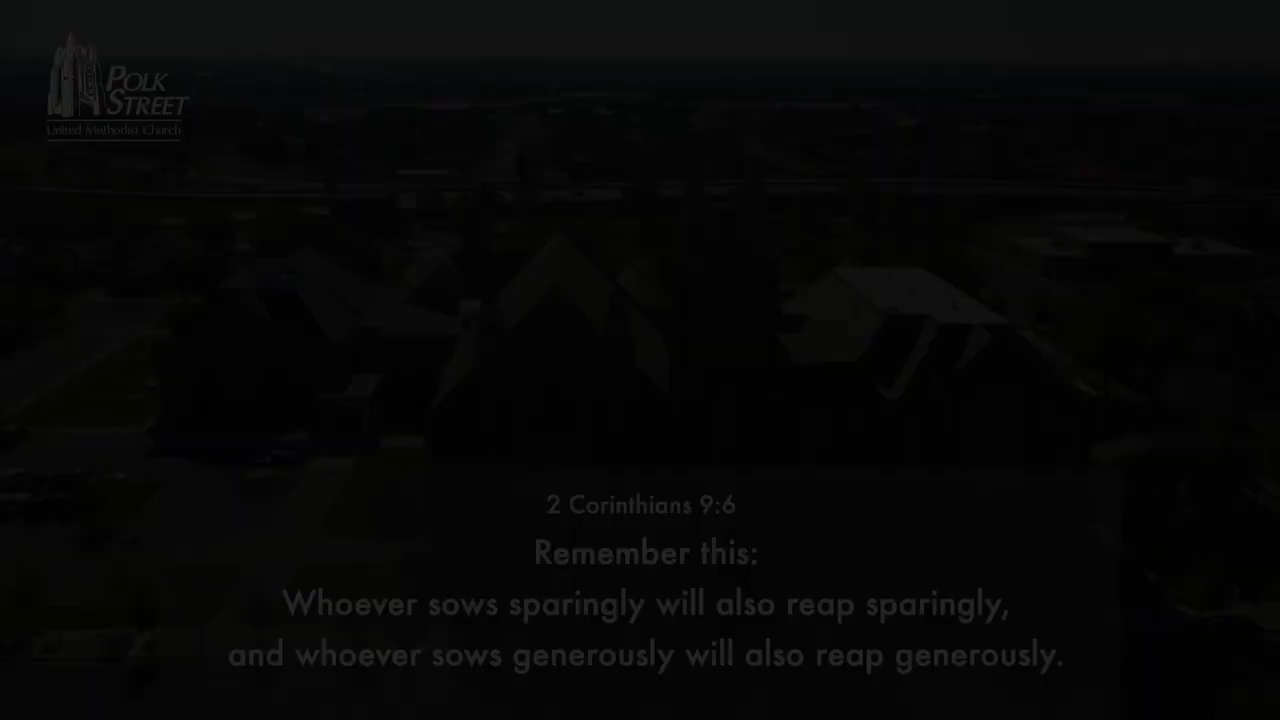 Polk
Street
United Methodist Church
2 Corinthians 9:6
Remember this:
Whoever sows sparingly will also reap sparingly,
and whoever sows generously will also reap generously.